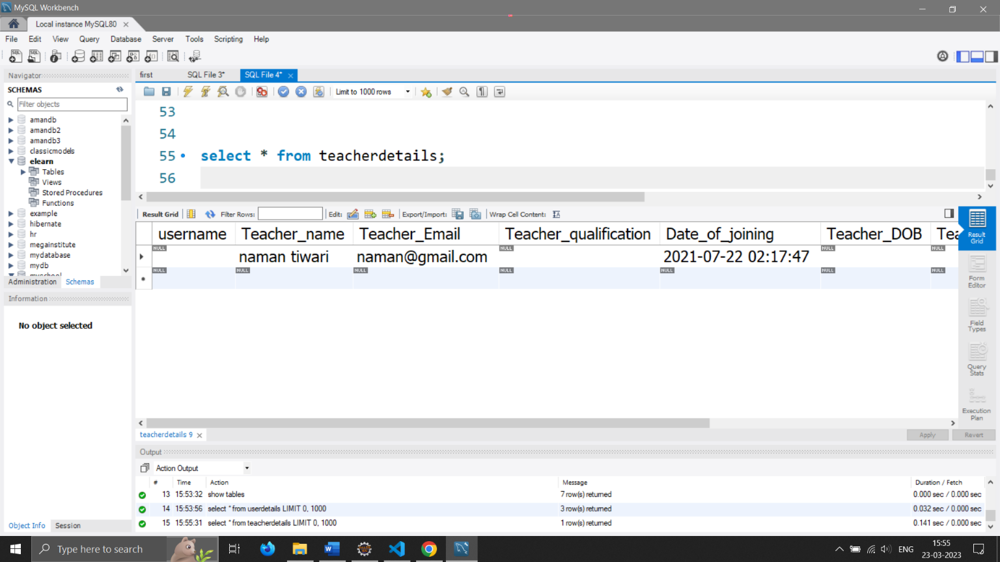 MySQL Workbench
Local instance MySQL80
File Edit View Query Database Server Tools Scripting Help
Navigator
SCHEMAS
Filter objects
amandb
amandb2
amandb3
classicmodels
elearn
Tables
Views
Stored Procedures
Functions
example
hibernate
hr
megainstitute
mydatabase
mydb
myschool
Administration Schemas
Information
No object selected
Object Info Session
first SQL File 3* SQL File 4*
Limit to 1000 rows
53
54
55 select * from teacherdetails;
56
Result Grid Filter Rows: Edit: Export/Import: Wrap Cell Content:
username Teacher_name Teacher_Email Teacher_qualification Date_of_joining Teacher_DOB Tea
NULL naman tiwari naman@gmail.com NULL 2021-07-22 02:17:47 NULL NULL
NULL NULL NULL NULL NULL NULL NULL
Result Grid
Form Editor
Field Types
Query Stats
Execution Plan
teacherdetails 9
Apply Revert
Output
Action Output
# Time Action Message Duration / Fetch
13 15:53:32 show tables 7 row(s) returned 0.000 sec / 0.000 sec
14 15:53:56 select * from userdetails LIMIT 0, 1000 3 row(s) returned 0.032 sec / 0.000 sec
15 15:55:31 select * from teacherdetails LIMIT 0, 1000 1 row(s) returned 0.141 sec / 0.000 sec
Type here to search
ENG
15:55
23-03-2023